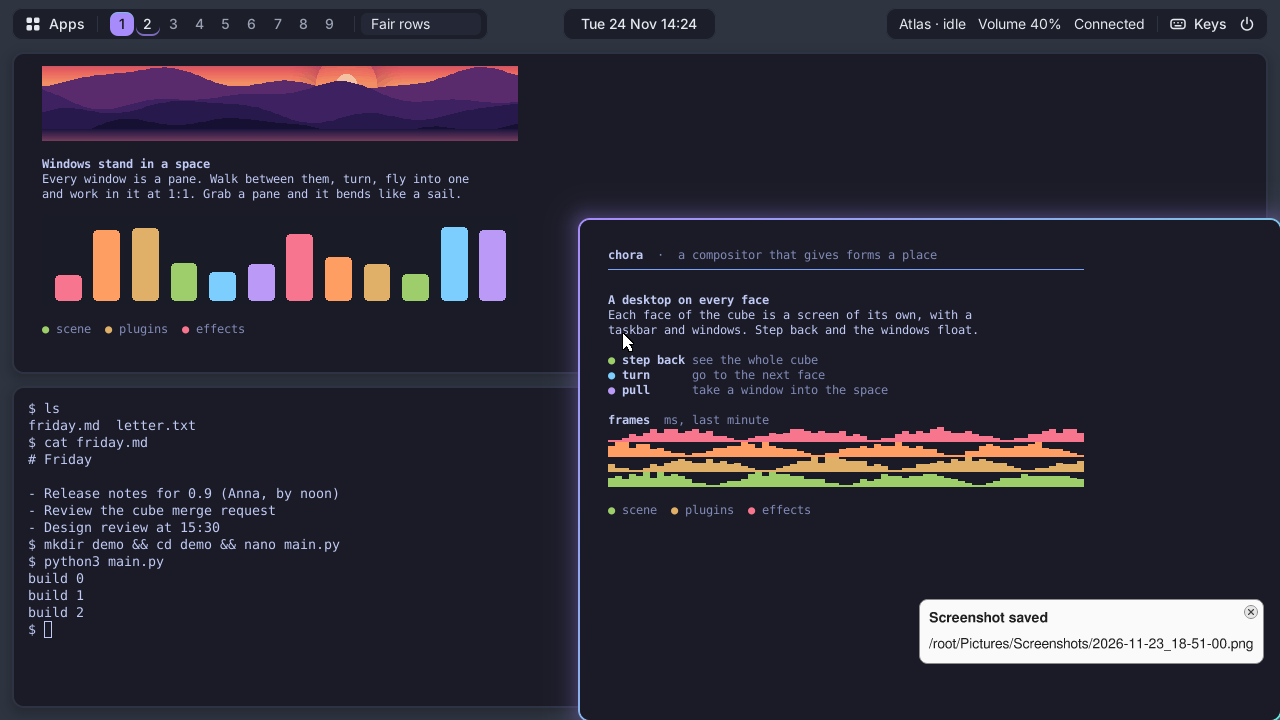 Apps 1 2 3 4 5 6 7 8 9 Fair rows
Tue 24 Nov 14:24
Atlas · idle Volume 40% Connected Keys
Windows stand in a space
Every window is a pane. Walk between them, turn, fly into one
and work in it at 1:1. Grab a pane and it bends like a sail.
● scene ● plugins ● effects
$ ls
friday.md  letter.txt
$ cat friday.md
# Friday
- Release notes for 0.9 (Anna, by noon)
- Review the cube merge request
- Design review at 15:30
$ mkdir demo && cd demo && nano main.py
$ python3 main.py
build 0
build 1
build 2
$
chora · a compositor that gives forms a place
A desktop on every face
Each face of the cube is a screen of its own, with a
taskbar and windows. Step back and the windows float.
● step back see the whole cube
● turn go to the next face
● pull take a window into the space
frames ms, last minute
● scene ● plugins ● effects
Screenshot saved
/root/Pictures/Screenshots/2026-11-23_18-51-00.png